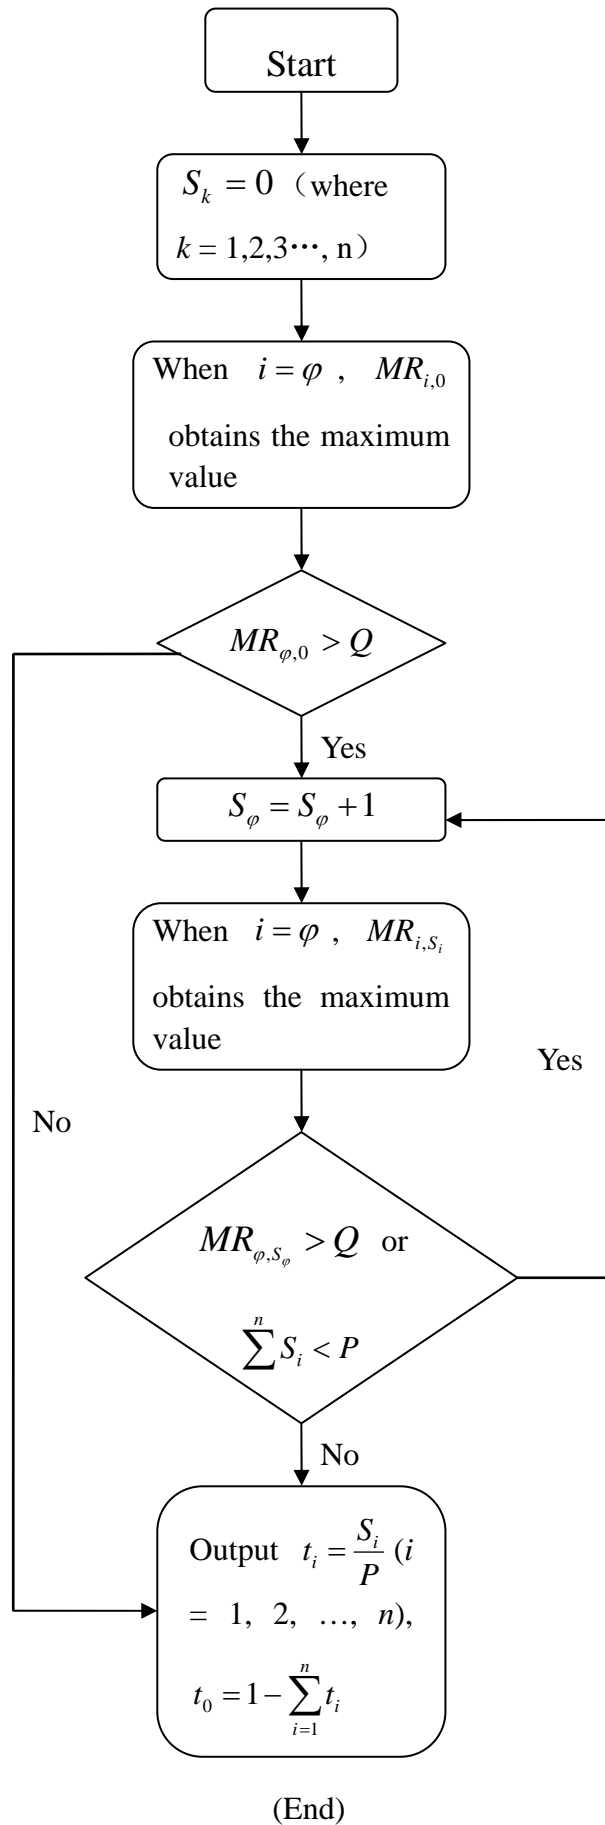 Start
S_k = 0（where
k = 1,2,3⋯, n）
When i = φ , MR_{i,0}
obtains the maximum
value
MR_{φ,0} > Q
Yes
S_φ = S_φ + 1
When i = φ , MR_{i,S_i}
obtains the maximum
value
Yes
No
MR_{φ,S_φ} > Q or
∑^n S_i < P
No
Output t_i = S_i/P (i
= 1, 2, …, n),
t_0 = 1 − ∑_{i=1}^n t_i
(End)